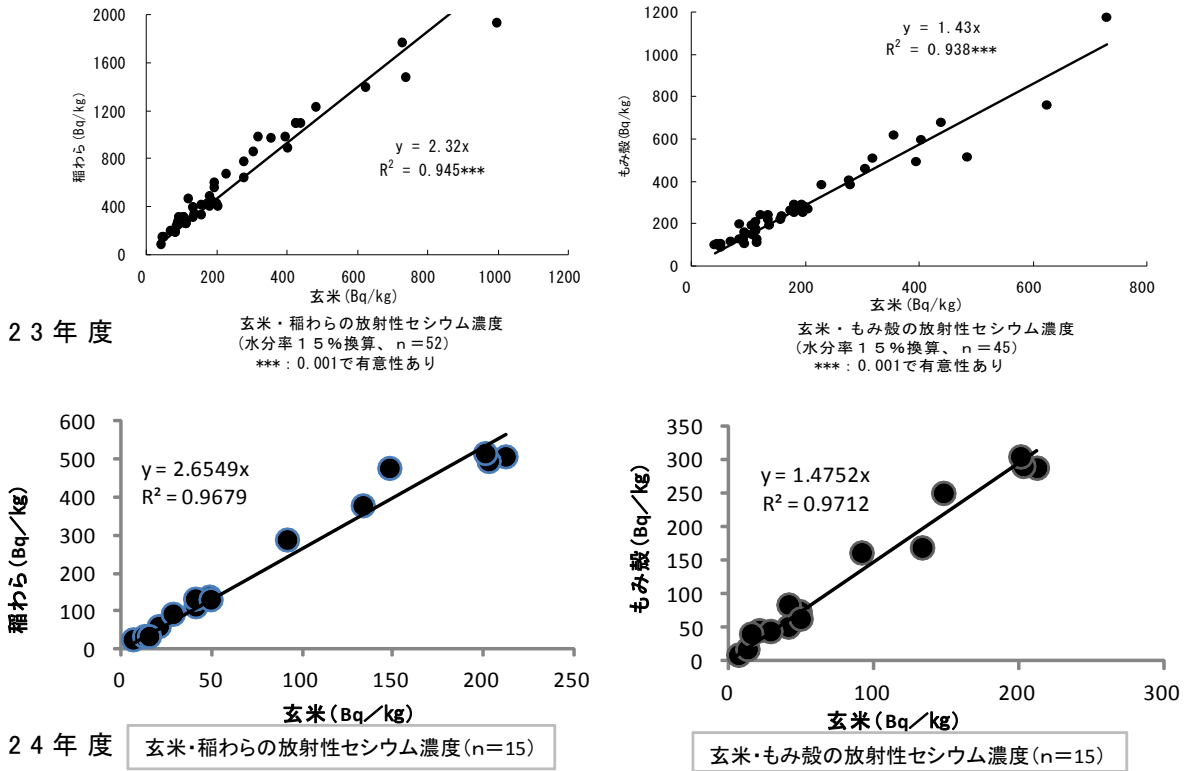 稲わら(Bq/kg)
2000
1600
1200
800
400
0
0 200 400 600 800 1000 1200
y = 2.32x
R² = 0.945***
玄米(Bq/kg)
もみ殻(Bq/kg)
1200
1000
800
600
400
200
0
0 200 400 600 800
y = 1.43x
R² = 0.938***
玄米(Bq/kg)
23年度
玄米・稲わらの放射性セシウム濃度
(水分率15%換算、n=52)
***:0.001で有意性あり
玄米・もみ殻の放射性セシウム濃度
(水分率15%換算、n=45)
***:0.001で有意性あり
稲わら(Bq/kg)
600
500
400
300
200
100
0
0 50 100 150 200 250
y = 2.6549x
R² = 0.9679
玄米(Bq/kg)
もみ殻(Bq/kg)
350
300
250
200
150
100
50
0
0 100 200 300
y = 1.4752x
R² = 0.9712
玄米(Bq/kg)
24年度
玄米・稲わらの放射性セシウム濃度(n=15)
玄米・もみ殻の放射性セシウム濃度(n=15)